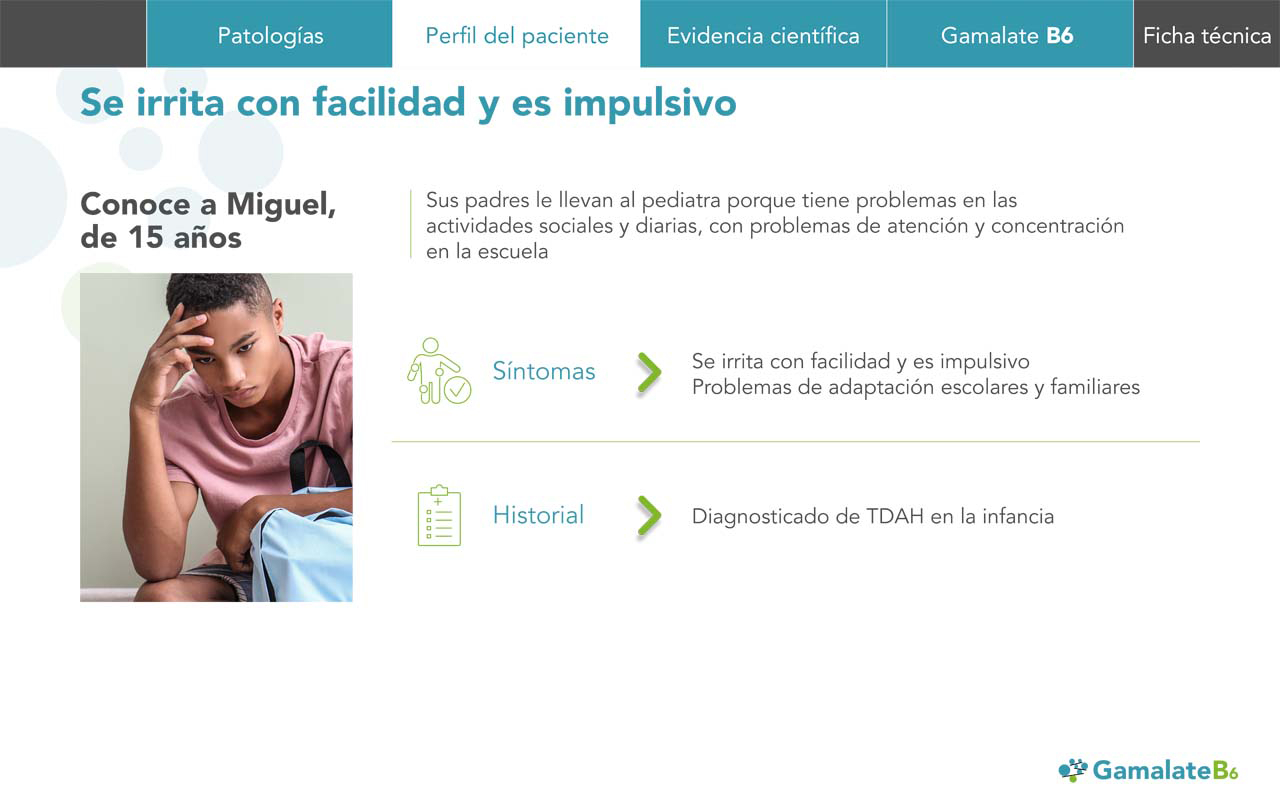 Patologías
Perfil del paciente
Evidencia científica
Gamalate B6
Ficha técnica
Se irrita con facilidad y es impulsivo
Conoce a Miguel,
de 15 años
Sus padres le llevan al pediatra porque tiene problemas en las
actividades sociales y diarias, con problemas de atención y concentración
en la escuela
Síntomas
Se irrita con facilidad y es impulsivo
Problemas de adaptación escolares y familiares
Historial
Diagnosticado de TDAH en la infancia
GamalateB6